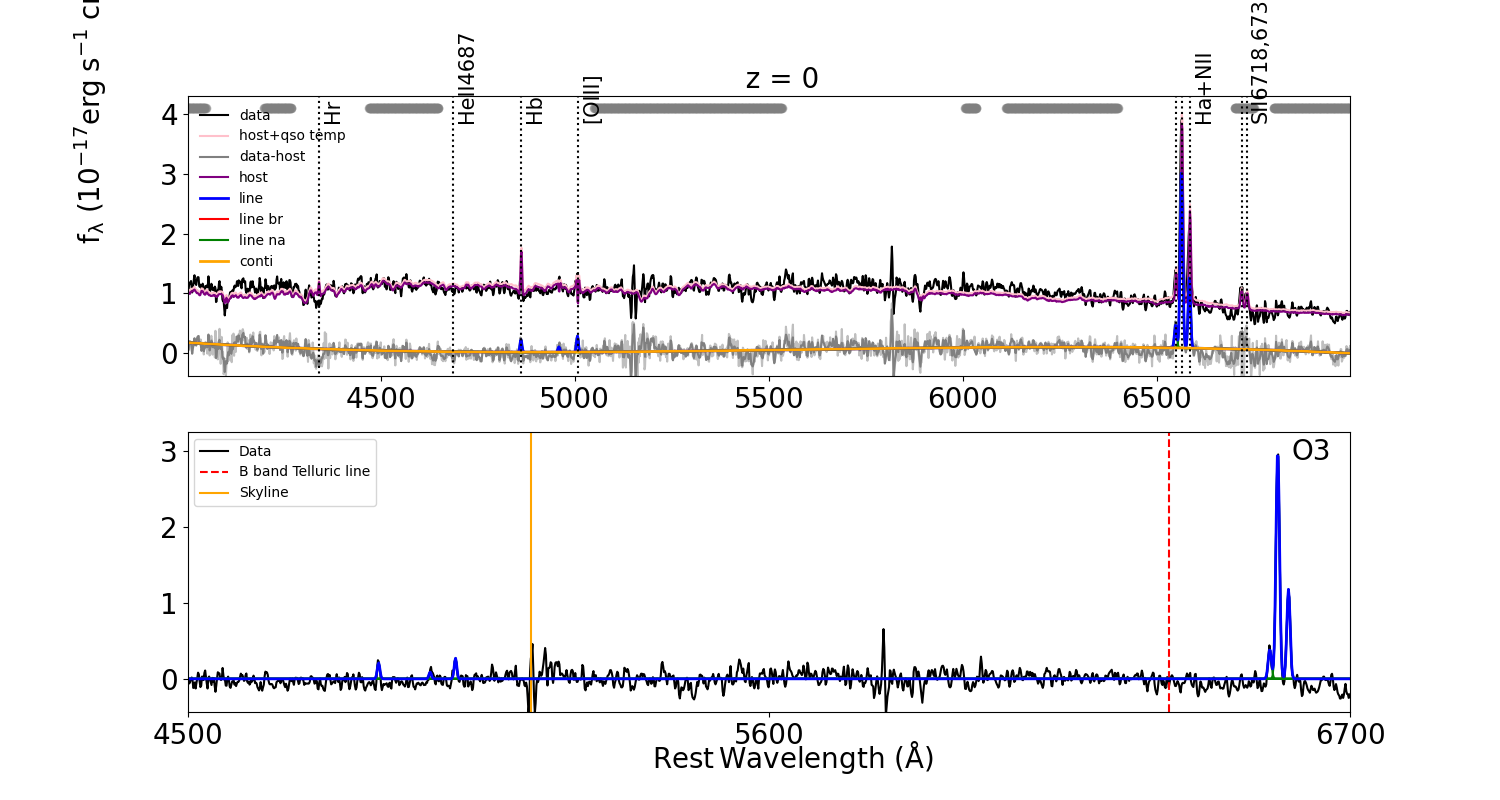 z = 0
f_λ (10^−17 erg s^−1 c
Hr
HeII4687
Hb
[OIII]
Ha+NII
SII6718,673
data
host+qso temp
data-host
host
line
line br
line na
conti
4
3
2
1
0
4500
5000
5500
6000
6500
Data
B band Telluric line
Skyline
O3
3
2
1
0
4500
5600
6700
Rest Wavelength (Å)